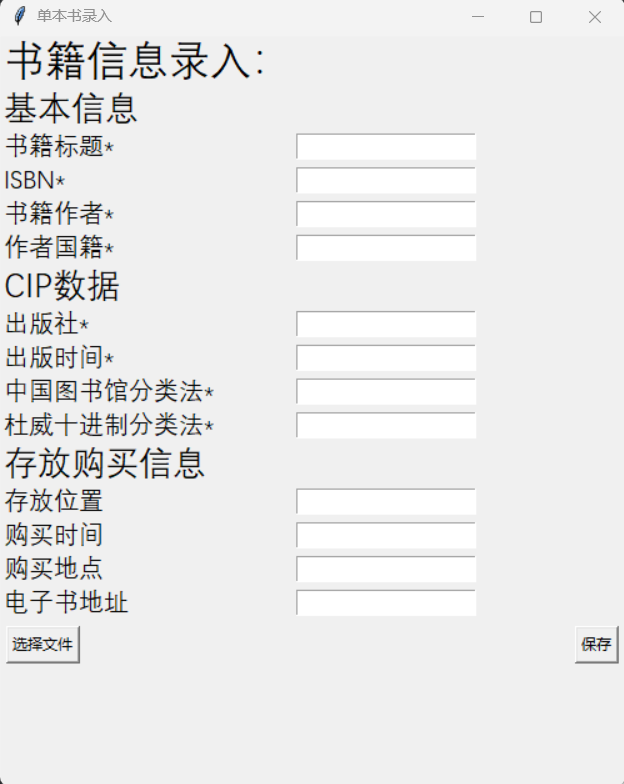 单本书录入
书籍信息录入：
基本信息
书籍标题*
ISBN*
书籍作者*
作者国籍*
CIP数据
出版社*
出版时间*
中国图书馆分类法*
杜威十进制分类法*
存放购买信息
存放位置
购买时间
购买地点
电子书地址
选择文件 保存